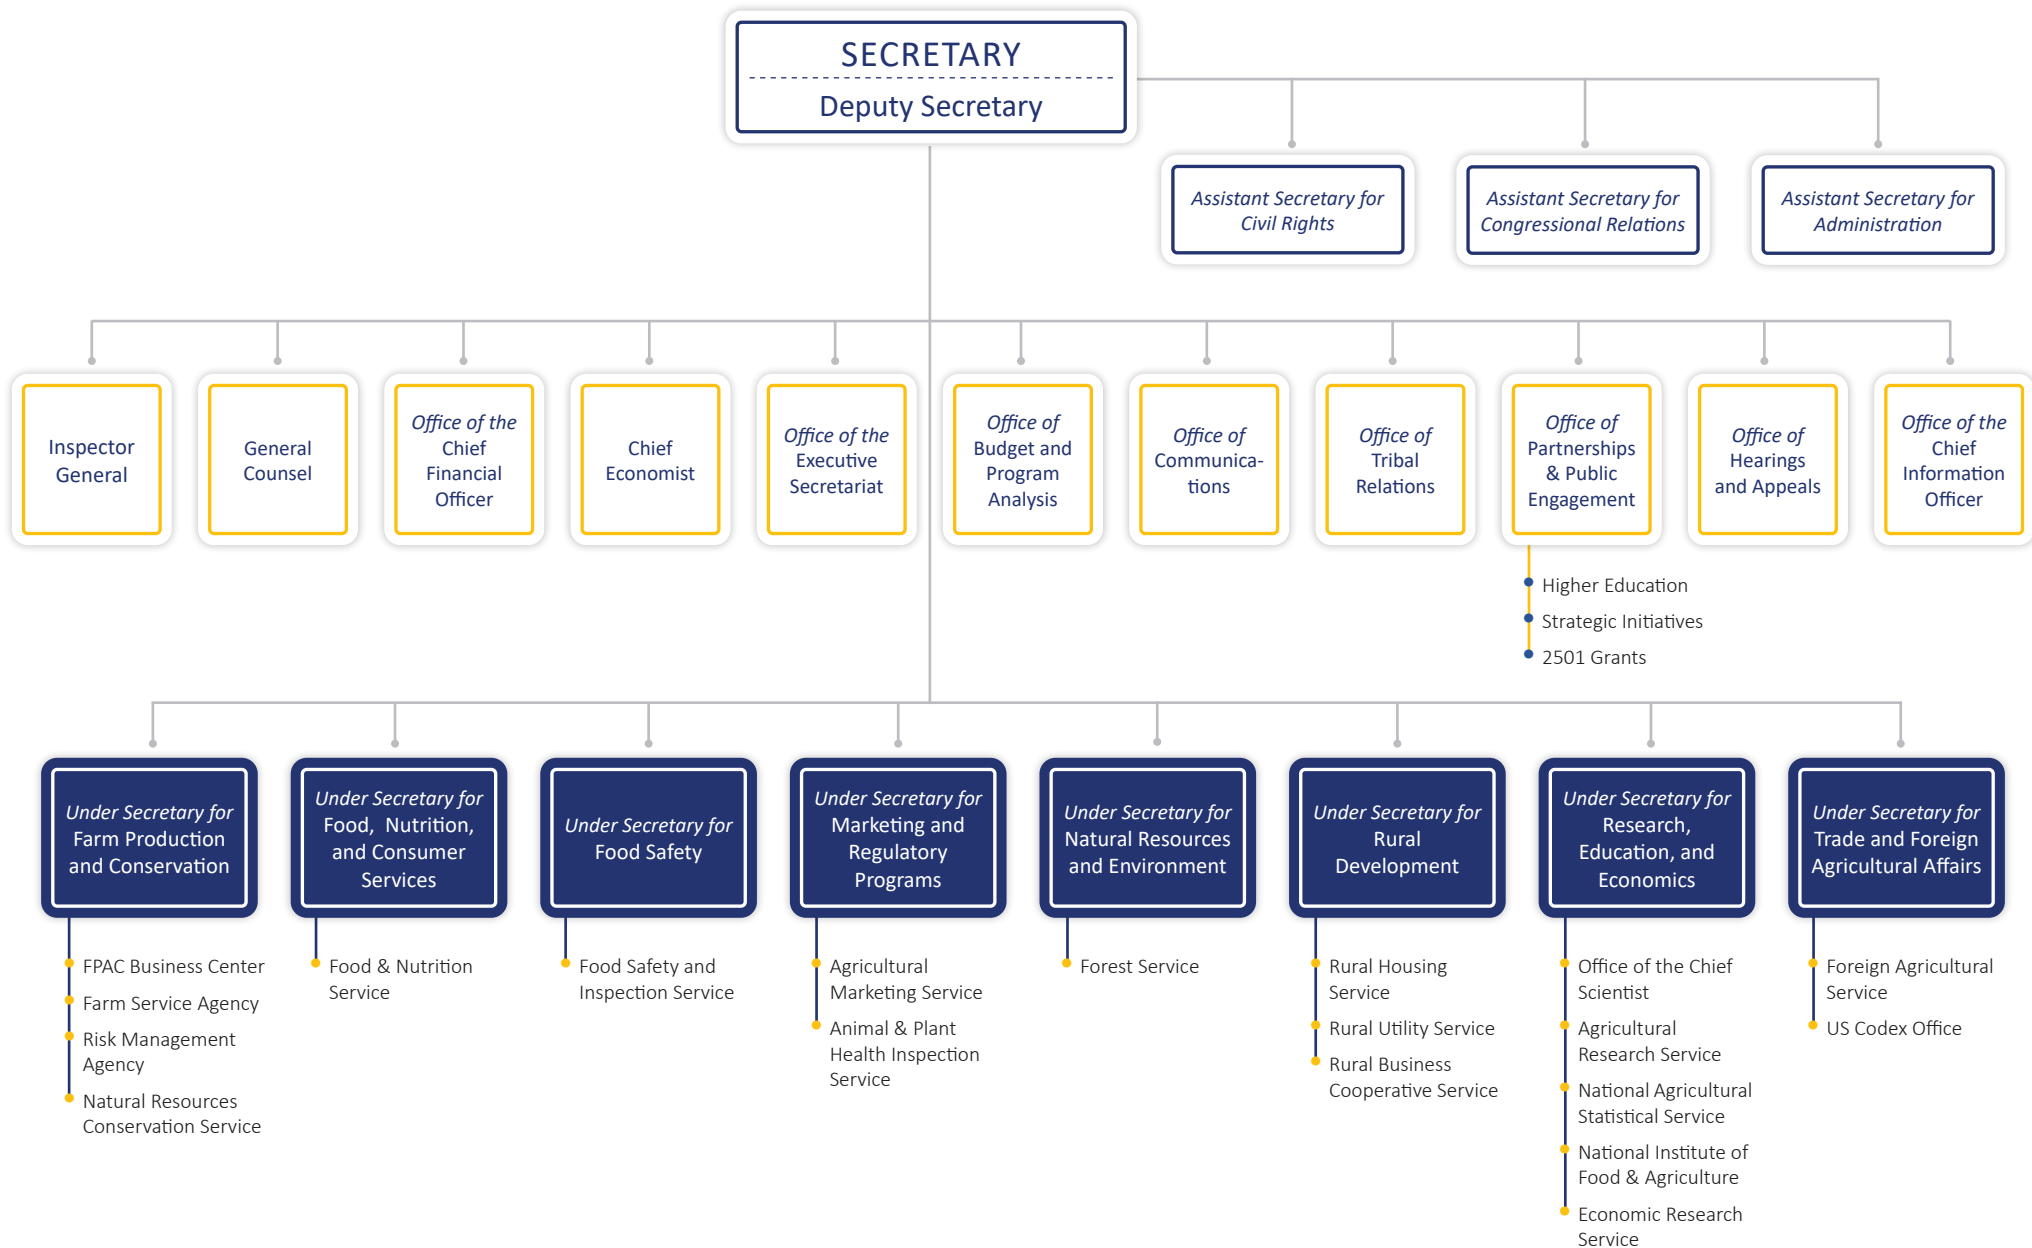 SECRETARY
Deputy Secretary
Assistant Secretary for
Civil Rights
Assistant Secretary for
Congressional Relations
Assistant Secretary for
Administration
Inspector
General
General
Counsel
Office of the
Chief
Financial
Officer
Chief
Economist
Office of the
Executive
Secretariat
Office of
Budget and
Program
Analysis
Office of
Communica-
tions
Office of
Tribal
Relations
Office of
Partnerships
& Public
Engagement
Office of
Hearings
and Appeals
Office of the
Chief
Information
Officer
Higher Education
Strategic Initiatives
2501 Grants
Under Secretary for
Farm Production
and Conservation
FPAC Business Center
Farm Service Agency
Risk Management
Agency
Natural Resources
Conservation Service
Under Secretary for
Food, Nutrition,
and Consumer
Services
Food & Nutrition
Service
Under Secretary for
Food Safety
Food Safety and
Inspection Service
Under Secretary for
Marketing and
Regulatory
Programs
Agricultural
Marketing Service
Animal & Plant
Health Inspection
Service
Under Secretary for
Natural Resources
and Environment
Forest Service
Under Secretary for
Rural
Development
Rural Housing
Service
Rural Utility Service
Rural Business
Cooperative Service
Under Secretary for
Research,
Education, and
Economics
Office of the Chief
Scientist
Agricultural
Research Service
National Agricultural
Statistical Service
National Institute of
Food & Agriculture
Economic Research
Service
Under Secretary for
Trade and Foreign
Agricultural Affairs
Foreign Agricultural
Service
US Codex Office